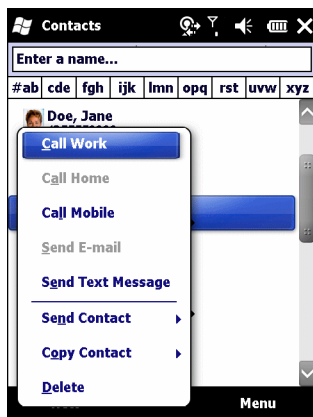 Contacts
Enter a name...
#ab cde fgh ijk lmn opq rst uvw xyz
Doe, Jane
Call Work
Call Home
Call Mobile
Send E-mail
Send Text Message
Send Contact
Copy Contact
Delete
Menu